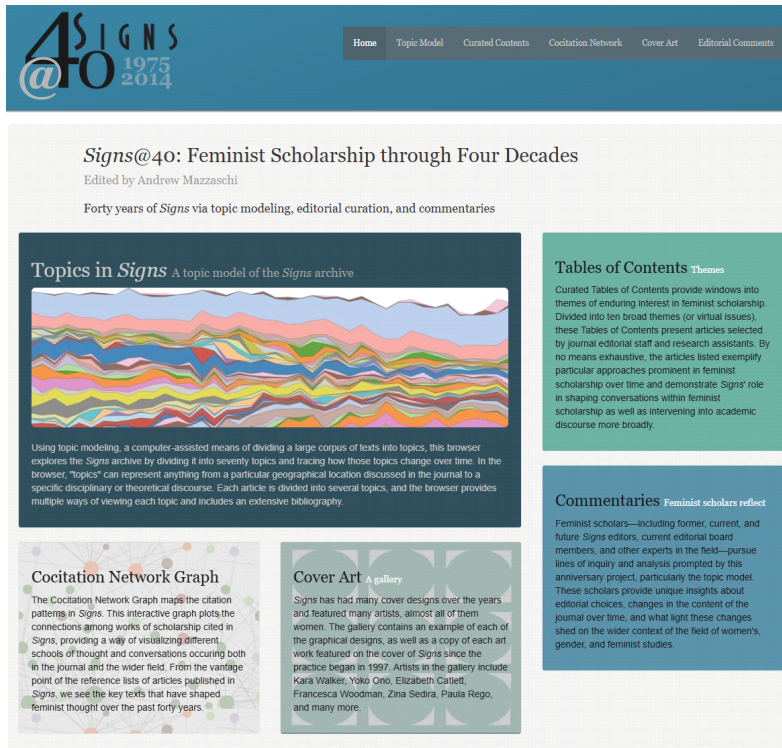 4 SIGNS
@40 1975
2014
Home Topic Model Curated Contents Cocitation Network Cover Art Editorial Comments
Signs@40: Feminist Scholarship through Four Decades
Edited by Andrew Mazzaschi
Forty years of Signs via topic modeling, editorial curation, and commentaries
Topics in Signs A topic model of the Signs archive
Using topic modeling, a computer-assisted means of dividing a large corpus of texts into topics, this browser
explores the Signs archive by dividing it into seventy topics and tracing how those topics change over time. In the
browser, "topics" can represent anything from a particular geographical location discussed in the journal to a
specific disciplinary or theoretical discourse. Each article is divided into several topics, and the browser provides
multiple ways of viewing each topic and includes an extensive bibliography.
Tables of Contents Themes
Curated Tables of Contents provide windows into
themes of enduring interest in feminist scholarship.
Divided into ten broad themes (or virtual issues),
these Tables of Contents present articles selected
by journal editorial staff and research assistants. By
no means exhaustive, the articles listed exemplify
particular approaches prominent in feminist
scholarship over time and demonstrate Signs' role
in shaping conversations within feminist
scholarship as well as intervening into academic
discourse more broadly.
Commentaries Feminist scholars reflect
Feminist scholars—including former, current, and
future Signs editors, current editorial board
members, and other experts in the field—pursue
lines of inquiry and analysis prompted by this
anniversary project, particularly the topic model.
These scholars provide unique insights about
editorial choices, changes in the content of the
journal over time, and what light these changes
shed on the wider context of the field of women's,
gender, and feminist studies.
Cocitation Network Graph
The Cocitation Network Graph maps the citation
patterns in Signs. This interactive graph plots the
connections among works of scholarship cited in
Signs, providing a way of visualizing different
schools of thought and conversations occuring both
in the journal and the wider field. From the vantage
point of the reference lists of articles published in
Signs, we see the key texts that have shaped
feminist thought over the past forty years.
Cover Art A gallery
Signs has had many cover designs over the years
and featured many artists, almost all of them
women. The gallery contains an example of each of
the graphical designs, as well as a copy of each art
work featured on the cover of Signs since the
practice began in 1997. Artists in the gallery include
Kara Walker, Yoko Ono, Elizabeth Catlett,
Francesca Woodman, Zina Sedira, Paula Rego,
and many more.